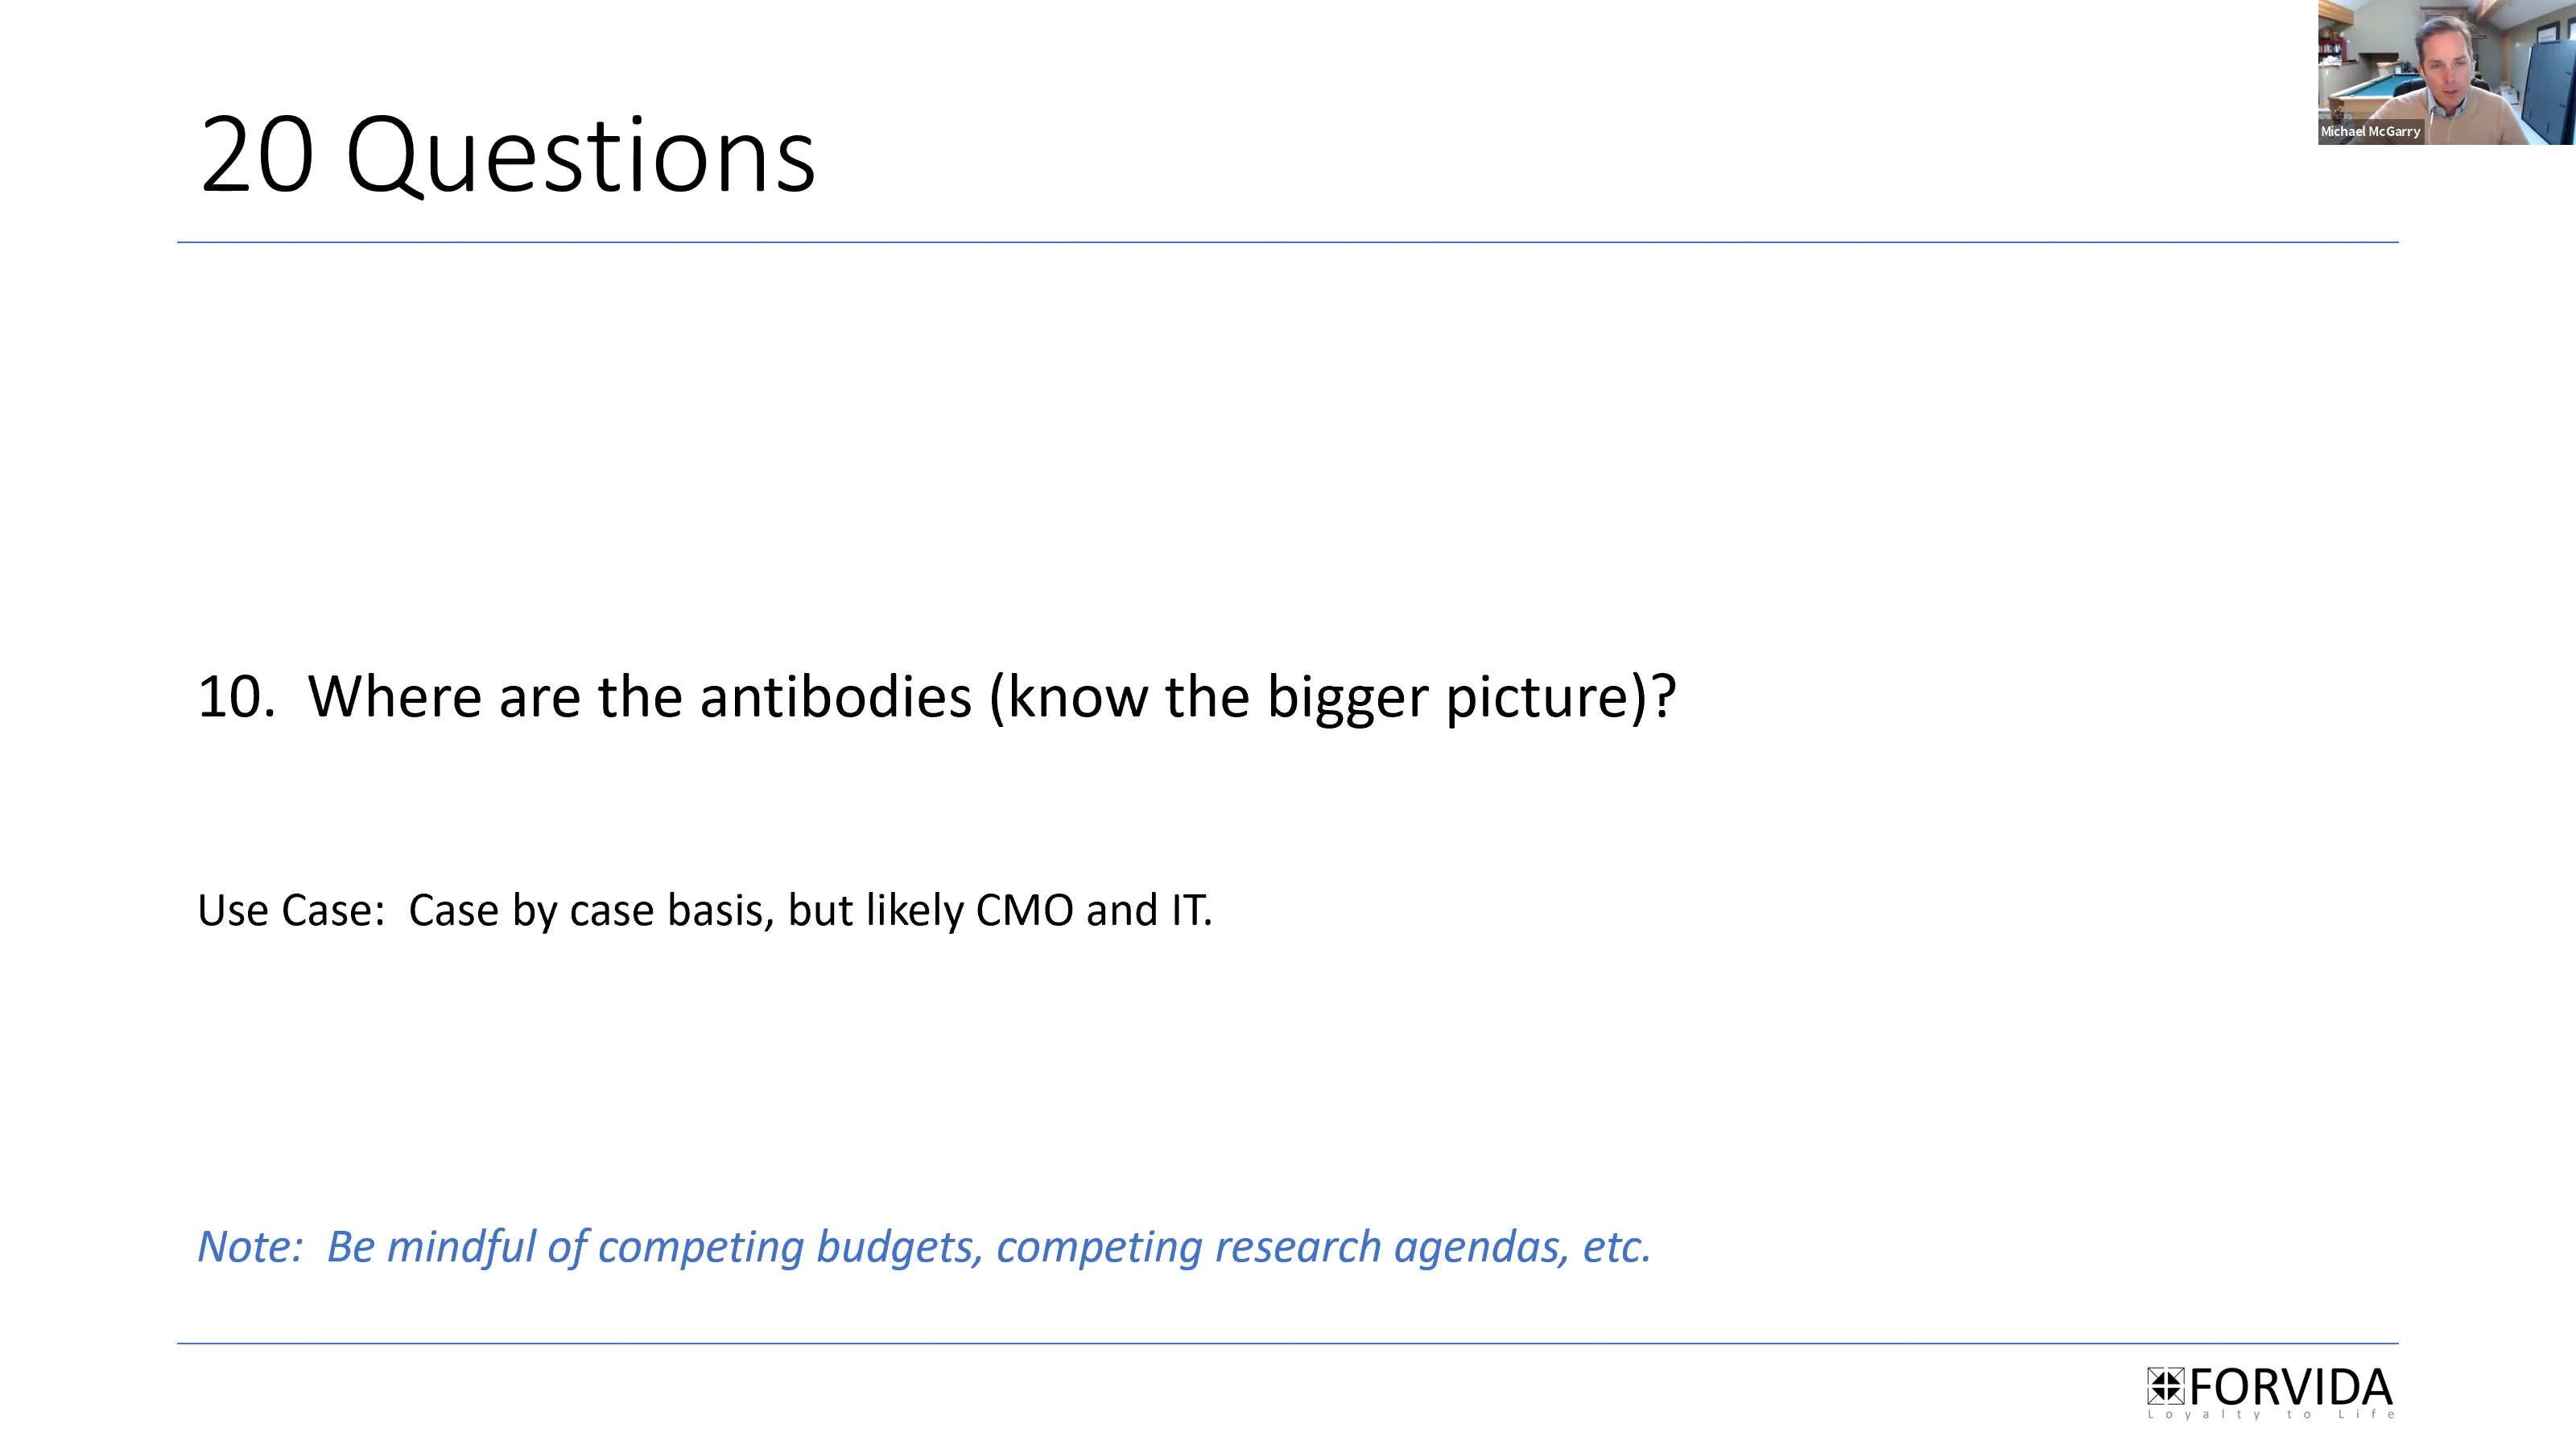 Michael McGarry
20 Questions
10. Where are the antibodies (know the bigger picture)?
Use Case: Case by case basis, but likely CMO and IT.
Note: Be mindful of competing budgets, competing research agendas, etc.
FORVIDA
Loyalty to Life